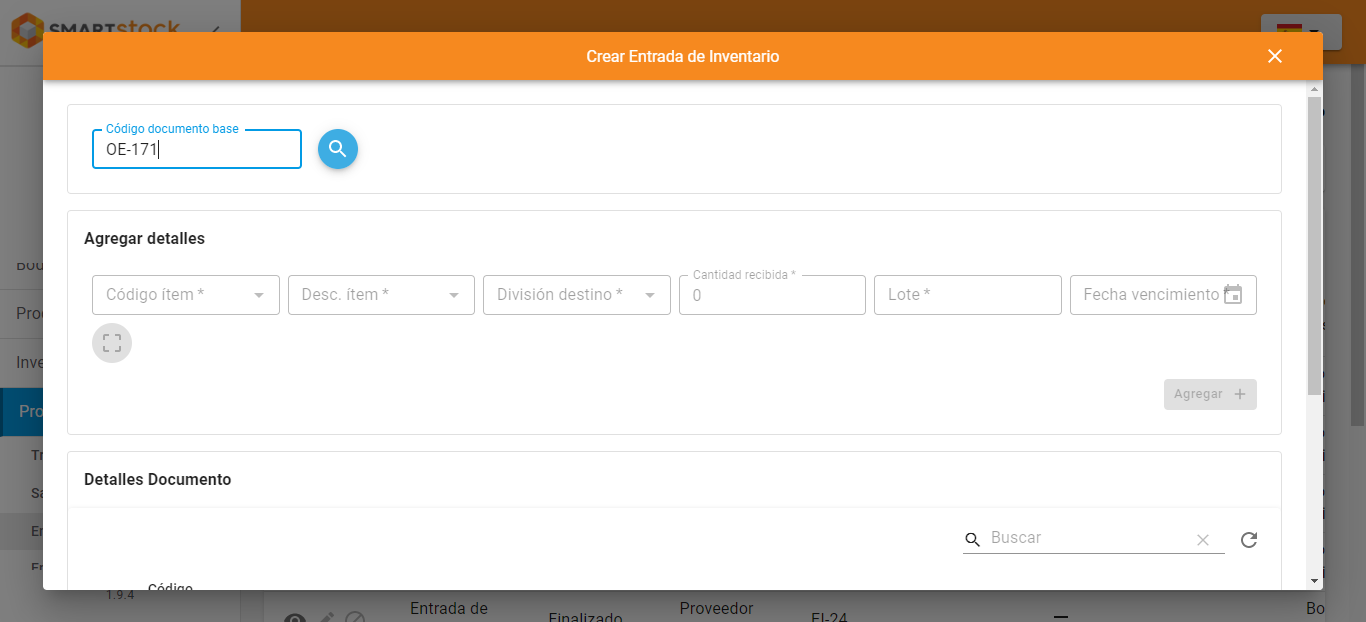 SMARTstock
Crear Entrada de Inventario
Código documento base
OE-171
Agregar detalles
Código ítem *
Desc. ítem *
División destino *
Cantidad recibida *
0
Lote *
Fecha vencimiento *
Agregar +
Detalles Documento
Buscar
Código
Pro
Inve
Pro
Tr
Sa
En
1.9.4
Entrada de
Finalizado
Proveedor
EI-24
Bo